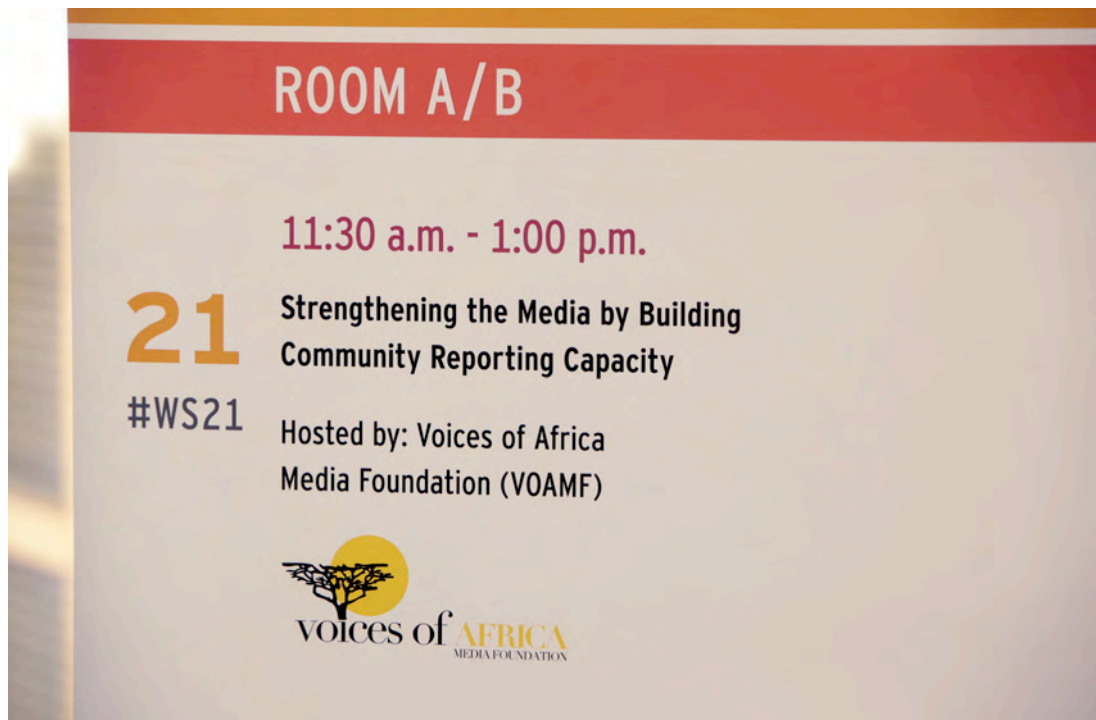 ROOM A/B
11:30 a.m. - 1:00 p.m.
21
#WS21
Strengthening the Media by Building
Community Reporting Capacity
Hosted by: Voices of Africa
Media Foundation (VOAMF)
voices of AFRICA
MEDIA FOUNDATION